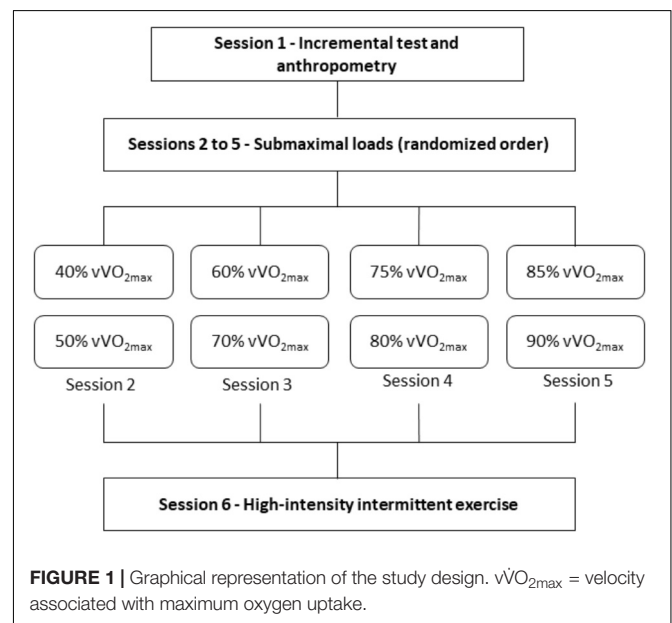 Session 1 - Incremental test and
anthropometry
Sessions 2 to 5 - Submaximal loads (randomized order)
40% vVO₂max
60% vVO₂max
75% vVO₂max
85% vVO₂max
50% vVO₂max
70% vVO₂max
80% vVO₂max
90% vVO₂max
Session 2
Session 3
Session 4
Session 5
Session 6 - High-intensity intermittent exercise
FIGURE 1 | Graphical representation of the study design. vV̇O₂max = velocity
associated with maximum oxygen uptake.